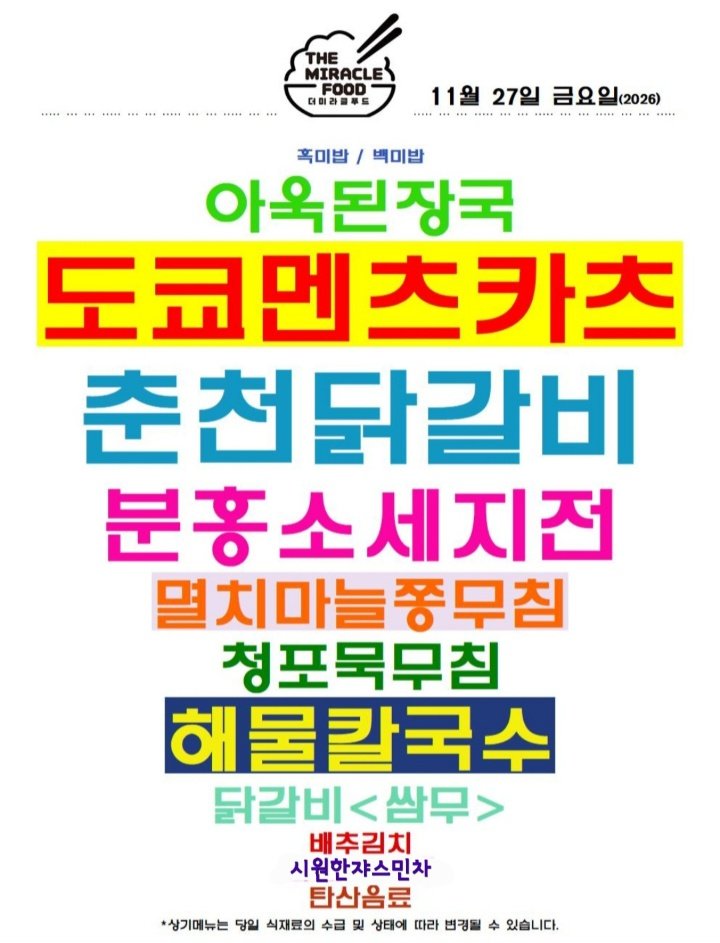 THE
MIRACLE
FOOD
더미라클푸드
11월 27일 금요일(2026)
흑미밥 / 백미밥
아욱된장국
도쿄멘츠카츠
춘천닭갈비
분홍소세지전
멸치마늘쫑무침
청포묵무침
해물칼국수
닭갈비<쌈무>
배추김치
시원한쟈스민차
탄산음료
*상기메뉴는 당일 식재료의 수급 및 상태에 따라 변경될 수 있습니다.